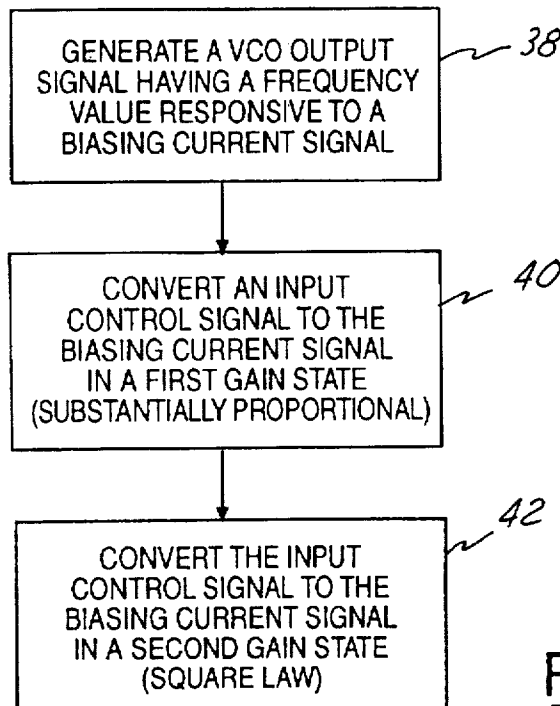 GENERATE A VCO OUTPUT
SIGNAL HAVING A FREQUENCY
VALUE RESPONSIVE TO A
BIASING CURRENT SIGNAL
38
CONVERT AN INPUT
CONTROL SIGNAL TO THE
BIASING CURRENT SIGNAL
IN A FIRST GAIN STATE
(SUBSTANTIALLY PROPORTIONAL)
40
CONVERT THE INPUT
CONTROL SIGNAL TO THE
BIASING CURRENT SIGNAL
IN A SECOND GAIN STATE
(SQUARE LAW)
42